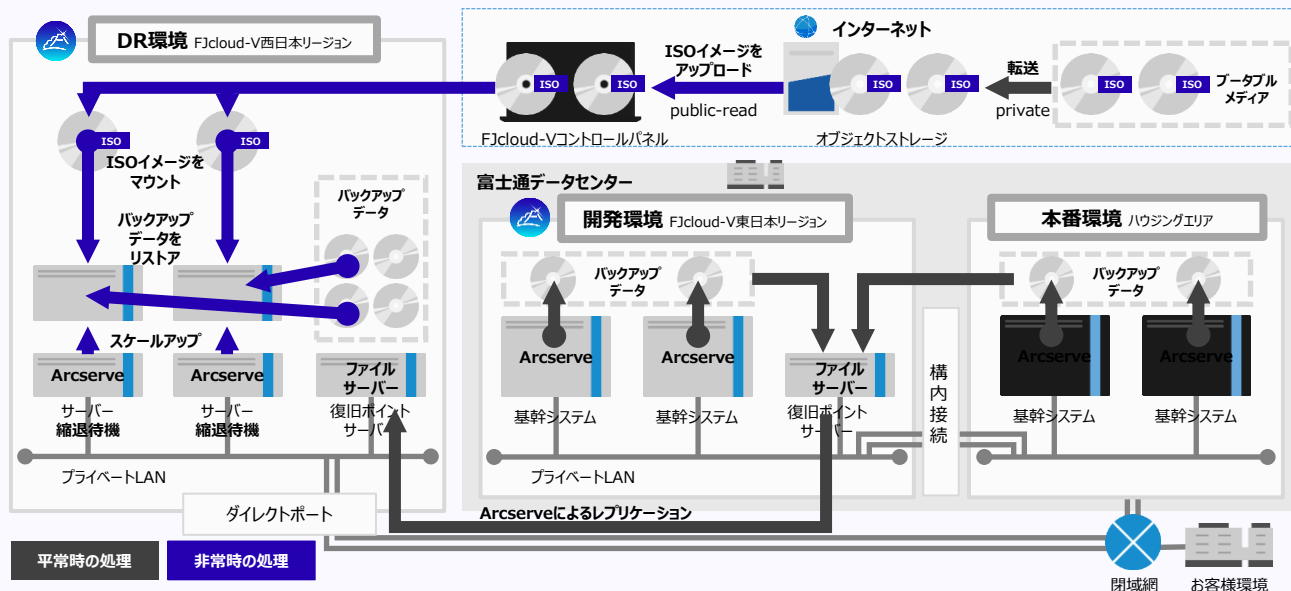 DR環境 FJcloud-V西日本リージョン
ISO
ISO
ISOイメージを
マウント
バックアップ
データを
リストア
バックアップ
データ
スケールアップ
Arcserve
Arcserve
ファイル
サーバー
サーバー
縮退待機
サーバー
縮退待機
復旧ポイント
サーバー
プライベートLAN
ダイレクトポート
インターネット
ISO
ISO
FJcloud-Vコントロールパネル
ISOイメージを
アップロード
public-read
ISO
ISO
オブジェクトストレージ
転送
private
ISO
ISO
ブータブル
メディア
富士通データセンター
開発環境 FJcloud-V東日本リージョン
バックアップ
データ
Arcserve
Arcserve
ファイル
サーバー
基幹システム
基幹システム
復旧ポイント
サーバー
プライベートLAN
構内接続
本番環境 ハウジングエリア
バックアップ
データ
Arcserve
Arcserve
基幹システム
基幹システム
Arcserveによるレプリケーション
平常時の処理
非常時の処理
閉域網
お客様環境